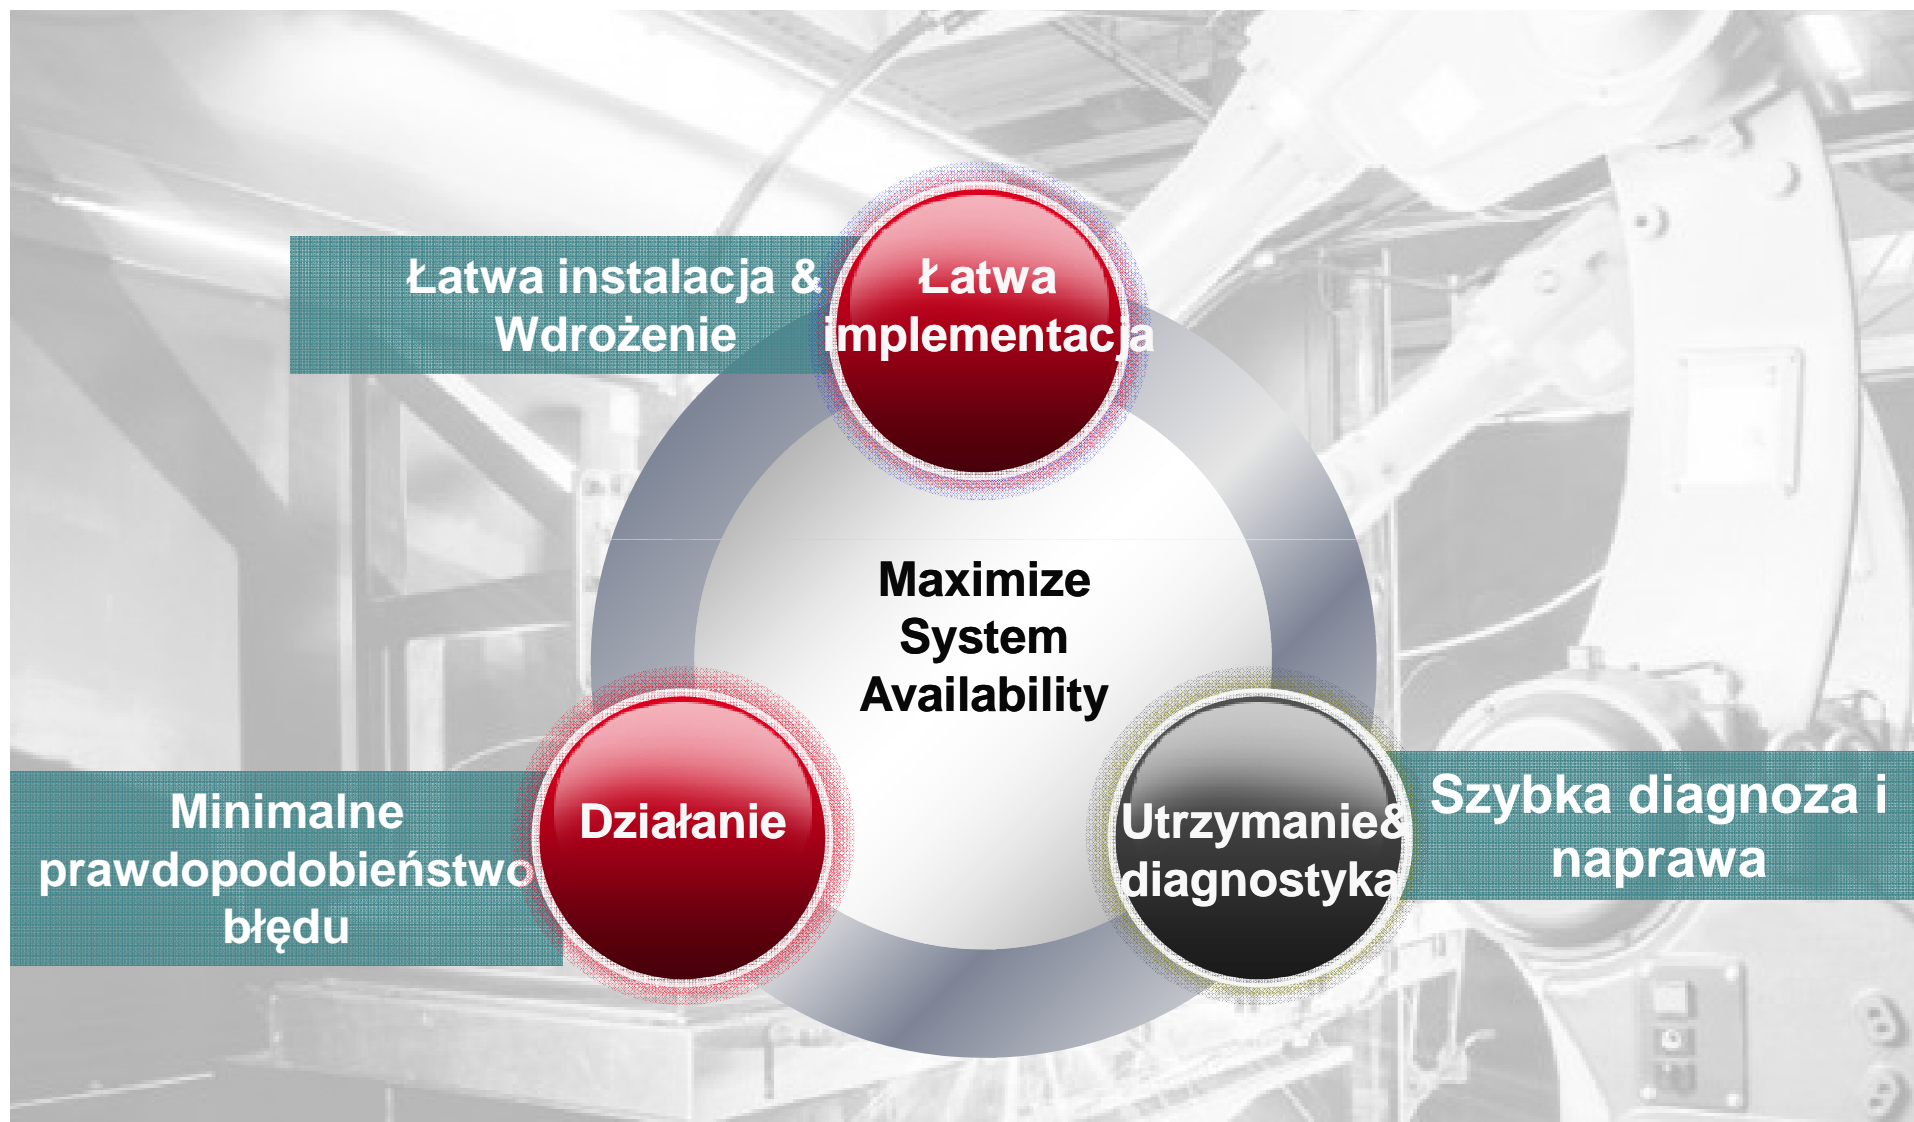 Łatwa instalacja &
Wdrożenie
Łatwa
implementacja
Maximize
System
Availability
Minimalne
prawdopodobieństwo
błędu
Działanie
Utrzymanie&
diagnostyka
Szybka diagnoza i
naprawa